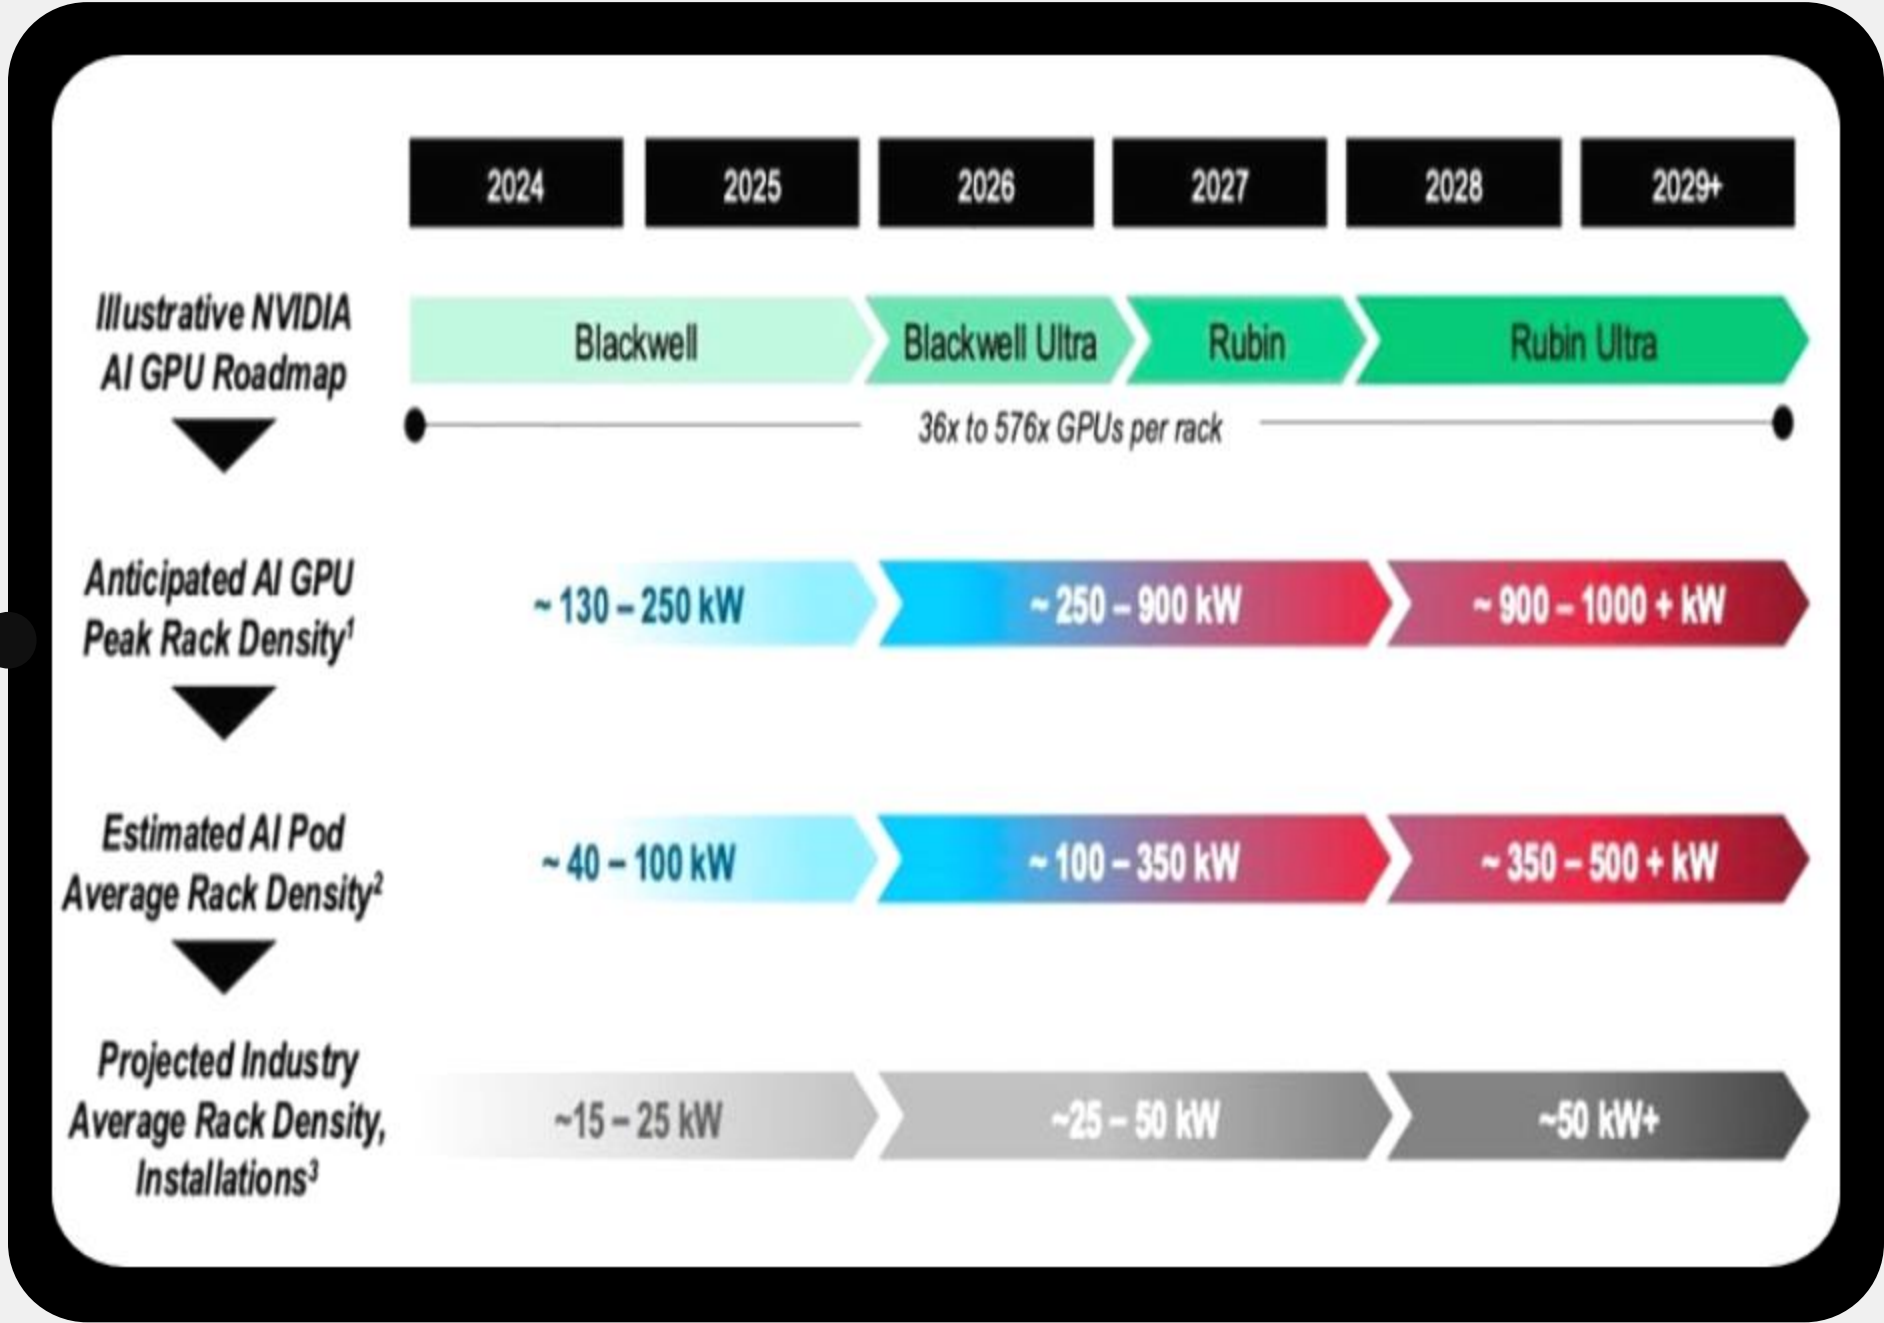 2024
2025
2026
2027
2028
2029+
Illustrative NVIDIA
AI GPU Roadmap
Blackwell
Blackwell Ultra
Rubin
Rubin Ultra
36x to 576x GPUs per rack
Anticipated AI GPU
Peak Rack Density¹
~ 130 – 250 kW
~ 250 – 900 kW
~ 900 – 1000 + kW
Estimated AI Pod
Average Rack Density²
~ 40 – 100 kW
~ 100 – 350 kW
~ 350 – 500 + kW
Projected Industry
Average Rack Density,
Installations³
~15 – 25 kW
~25 – 50 kW
~50 kW+